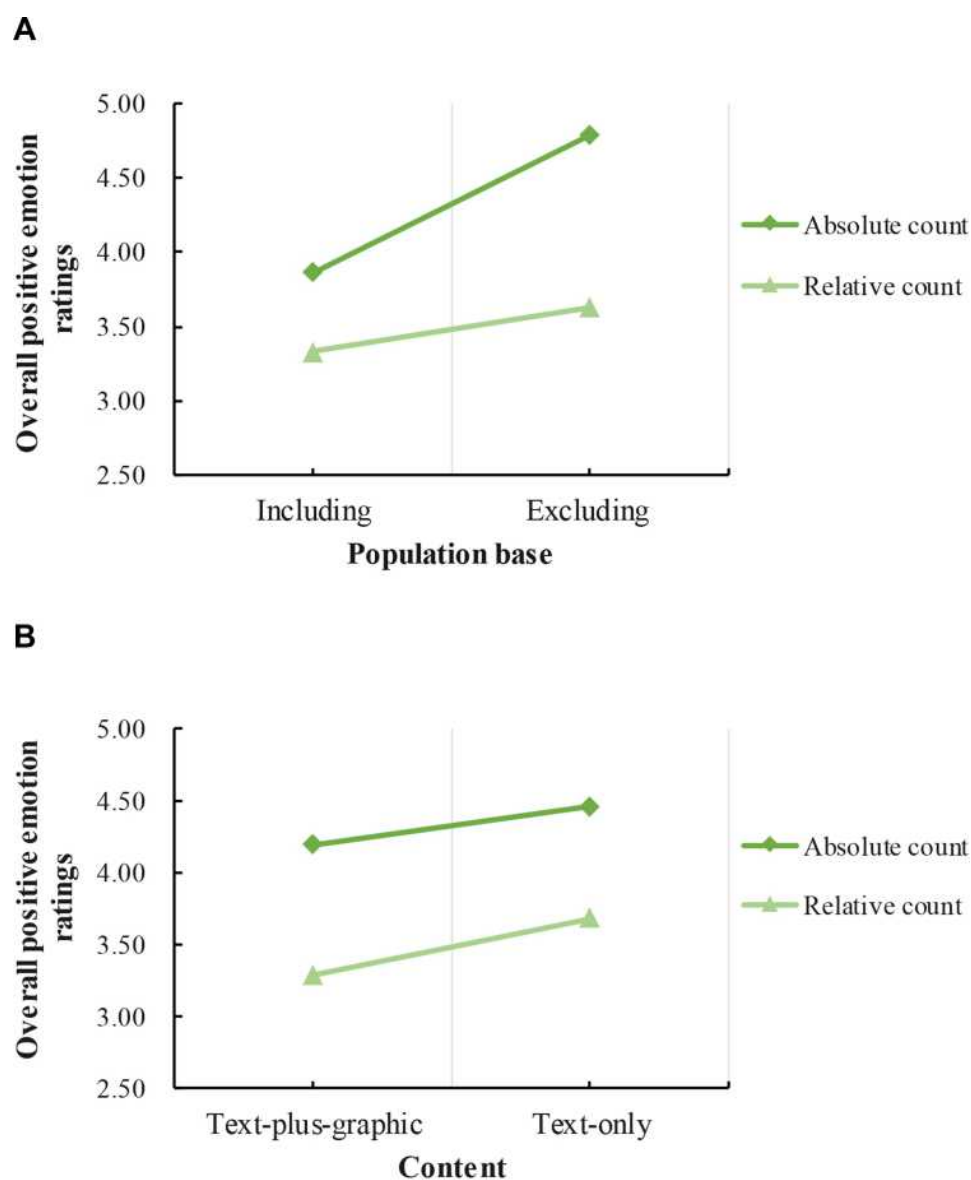 A
Overall positive emotion
ratings
5.00
4.50
4.00
3.50
3.00
2.50
Including
Excluding
Population base
Absolute count
Relative count
B
Overall positive emotion
ratings
5.00
4.50
4.00
3.50
3.00
2.50
Text-plus-graphic
Text-only
Content
Absolute count
Relative count